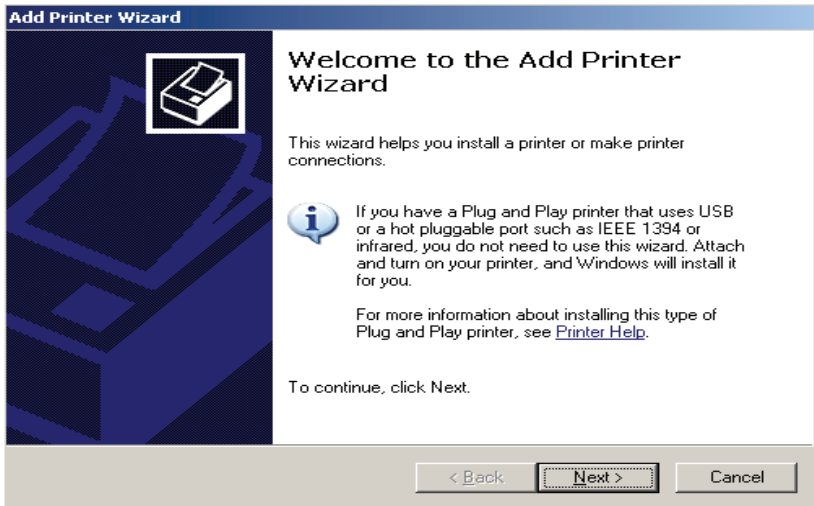 Add Printer Wizard
Welcome to the Add Printer
Wizard
This wizard helps you install a printer or make printer
connections.
If you have a Plug and Play printer that uses USB
or a hot pluggable port such as IEEE 1394 or
infrared, you do not need to use this wizard. Attach
and turn on your printer, and Windows will install it
for you.
For more information about installing this type of
Plug and Play printer, see Printer Help.
To continue, click Next.
< Back Next > Cancel